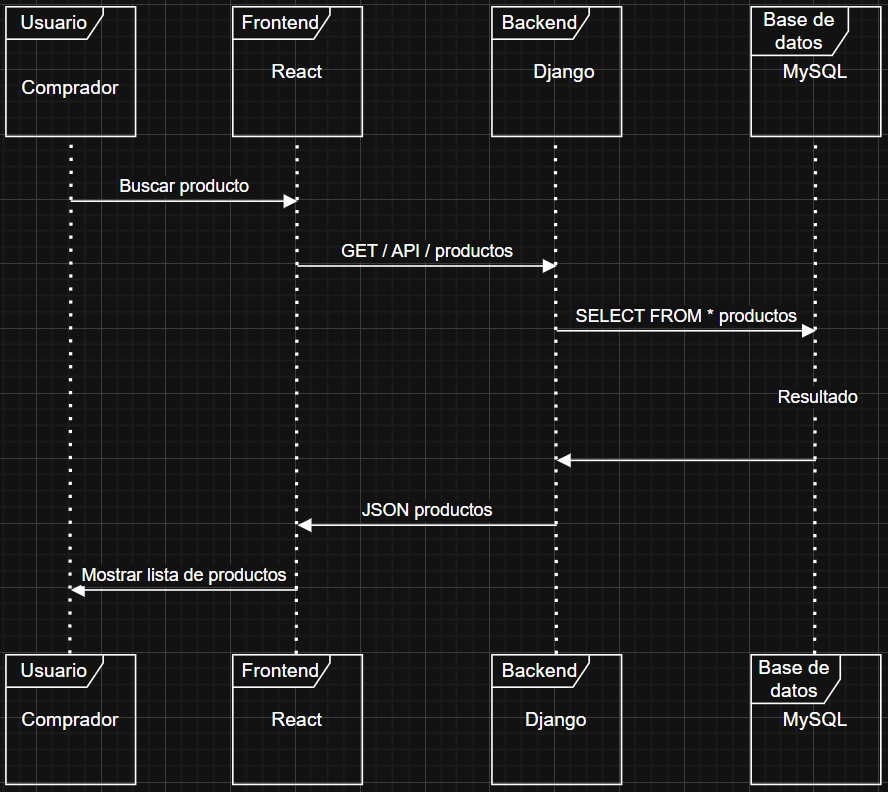 Usuario
Comprador
Frontend
React
Backend
Django
Base de
datos
MySQL
Buscar producto
GET / API / productos
SELECT FROM * productos
Resultado
JSON productos
Mostrar lista de productos
Usuario
Comprador
Frontend
React
Backend
Django
Base de
datos
MySQL